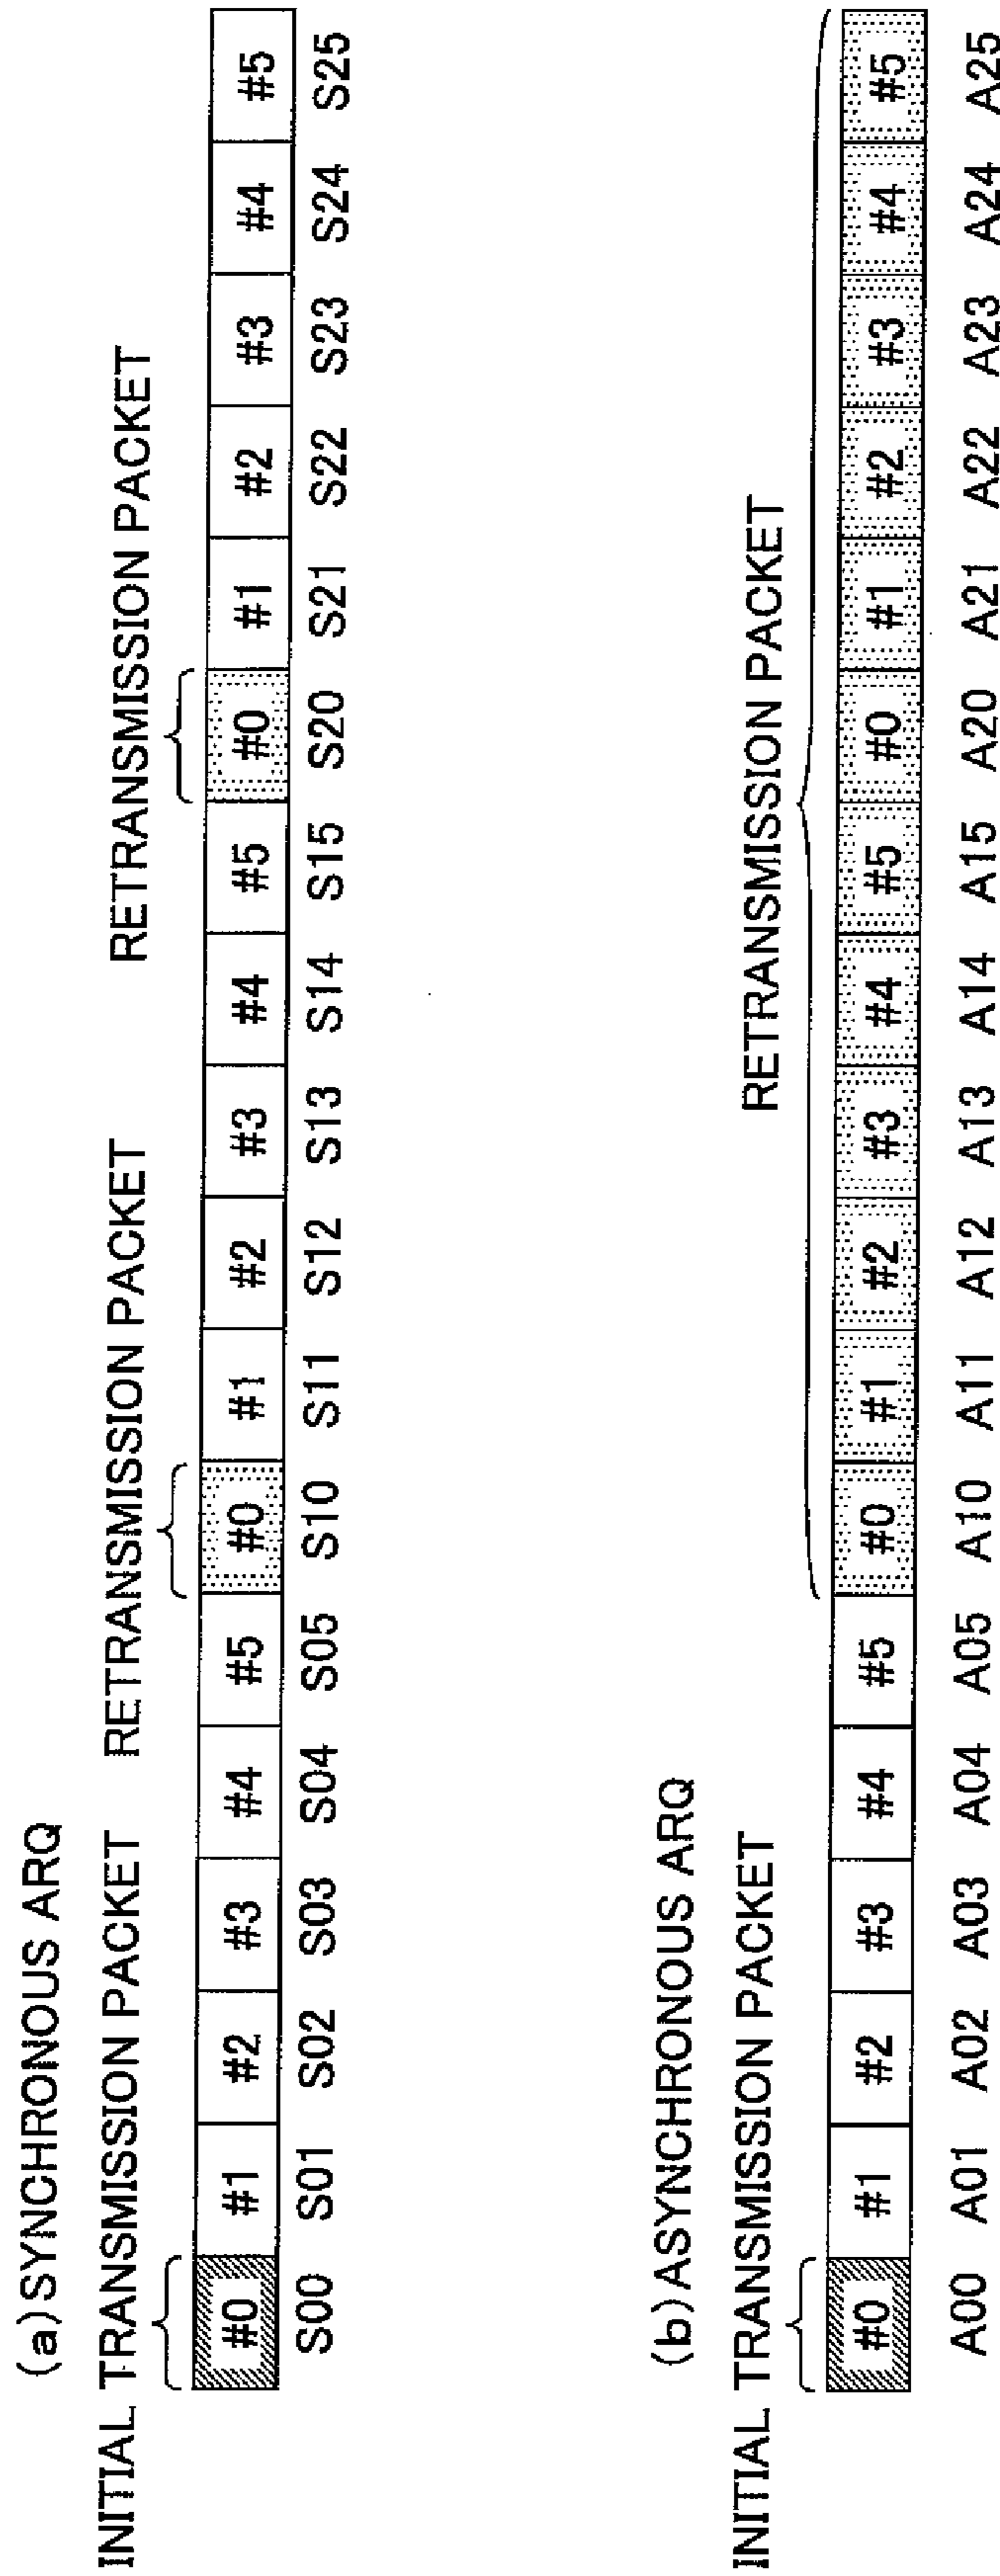 (a)SYNCHRONOUS ARQ
INITIAL TRANSMISSION PACKET RETRANSMISSION PACKET RETRANSMISSION PACKET
#0 #1 #2 #3 #4 #5 #0 #1 #2 #3 #4 #5 #0 #1 #2 #3 #4 #5
S00 S01 S02 S03 S04 S05 S10 S11 S12 S13 S14 S15 S20 S21 S22 S23 S24 S25
(b)ASYNCHRONOUS ARQ
INITIAL TRANSMISSION PACKET RETRANSMISSION PACKET
#0 #1 #2 #3 #4 #5 #0 #1 #2 #3 #4 #5 #0 #1 #2 #3 #4 #5
A00 A01 A02 A03 A04 A05 A10 A11 A12 A13 A14 A15 A20 A21 A22 A23 A24 A25